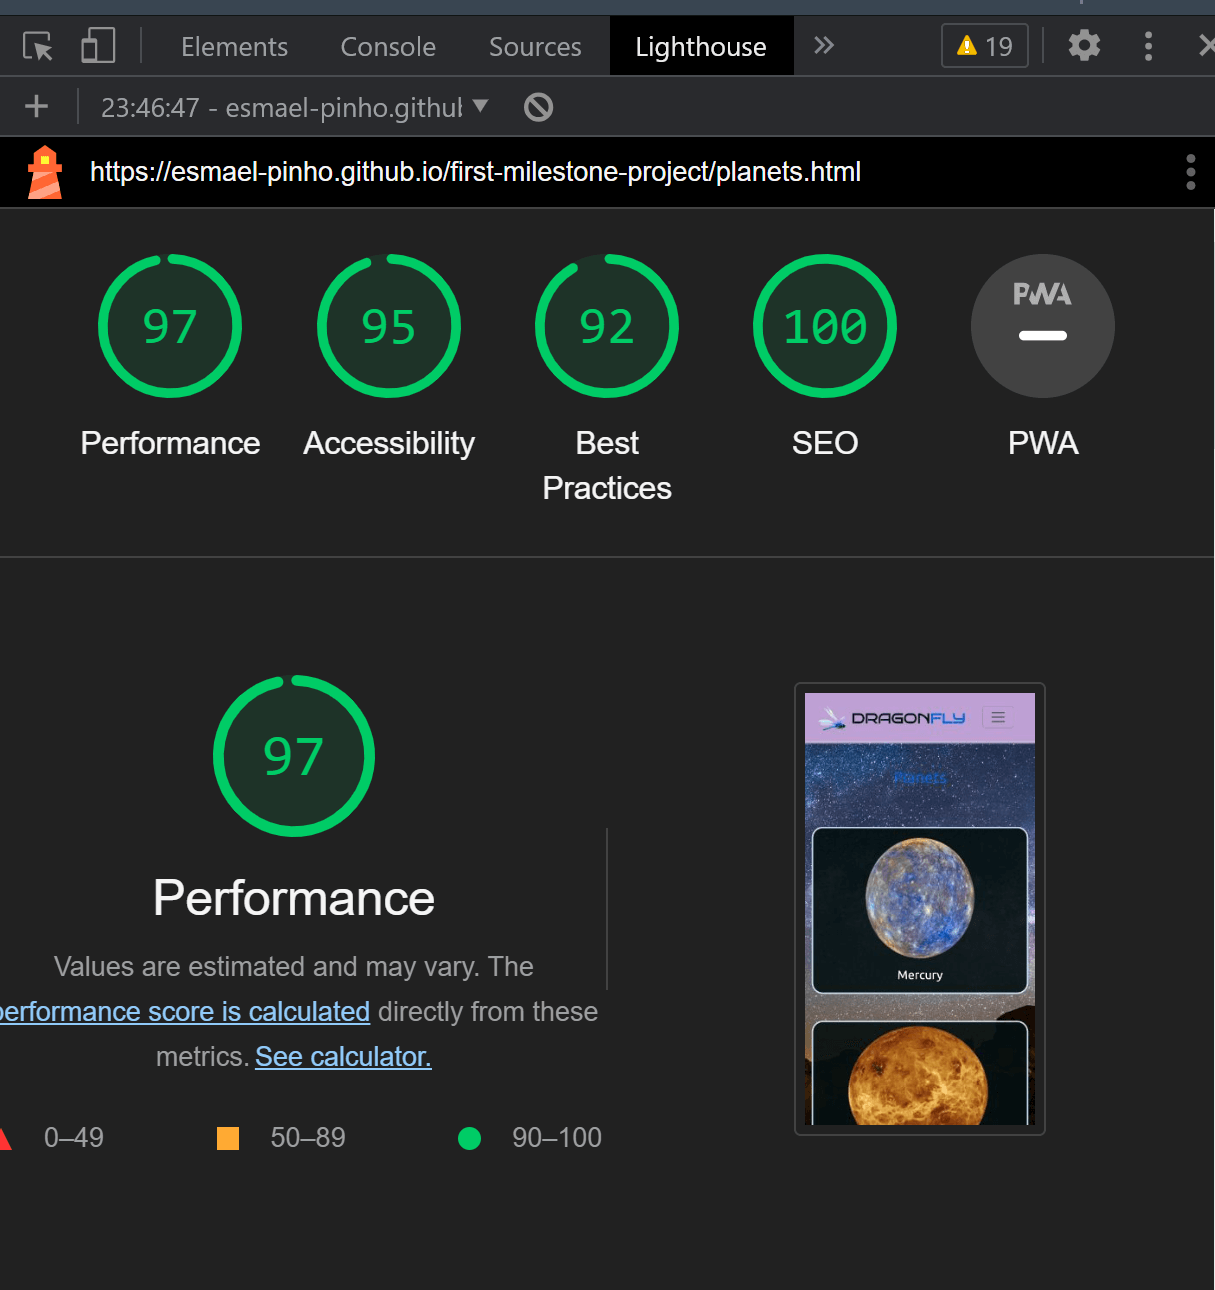 Elements Console Sources Lighthouse 19
23:46:47 - esmael-pinho.github
https://esmael-pinho.github.io/first-milestone-project/planets.html
97 95 92 100 PWA
Performance Accessibility Best Practices SEO PWA
97
Performance
Values are estimated and may vary. The
performance score is calculated directly from these
metrics. See calculator.
0–49 50–89 90–100
DRAGONFLY
Planets
Mercury